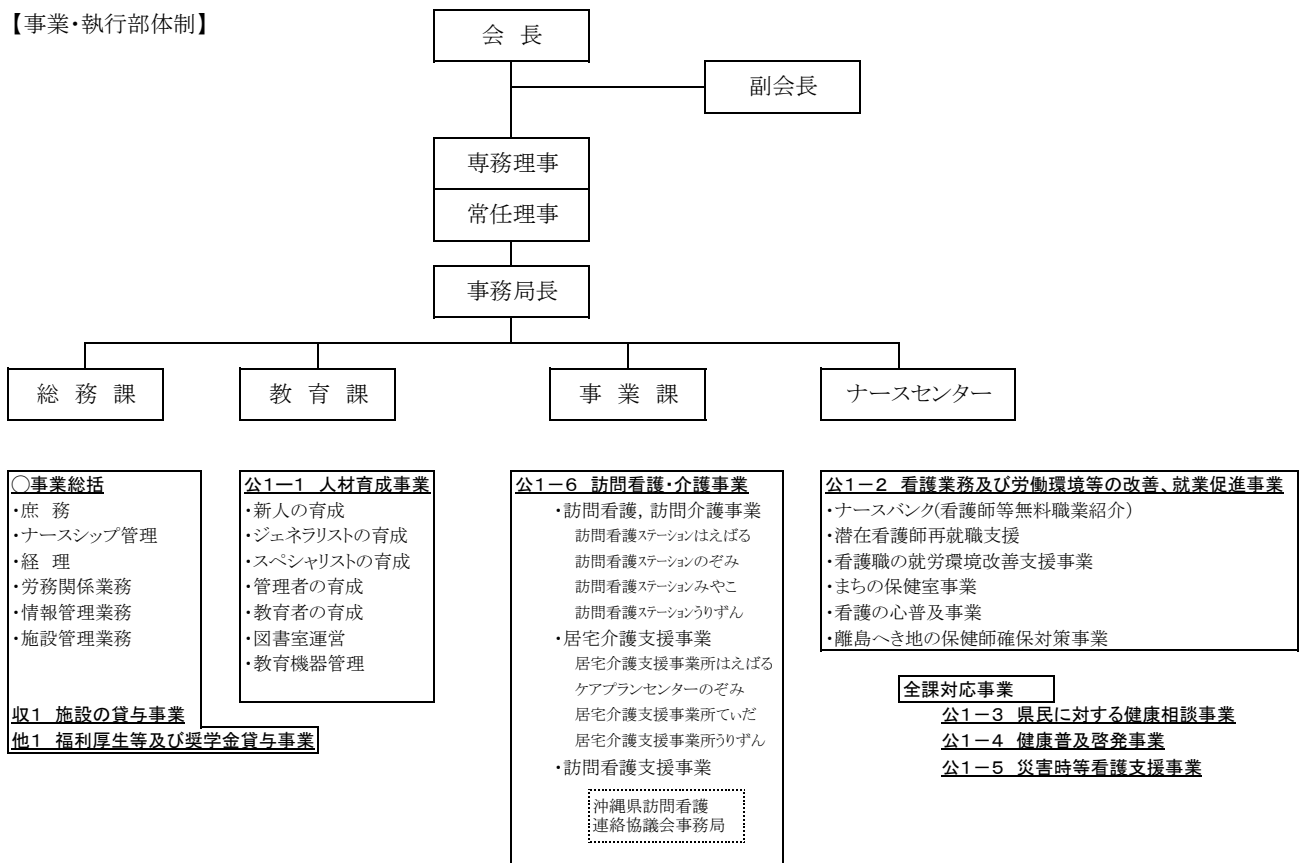 【事業・執行部体制】
会 長
副会長
専務理事
常任理事
事務局長
総 務 課
教 育 課
事 業 課
ナースセンター
○事業総括
・庶 務
・ナースシップ管理
・経 理
・労務関係業務
・情報管理業務
・施設管理業務
収1 施設の貸与事業
他1 福利厚生等及び奨学金貸与事業
公1ー1 人材育成事業
・新人の育成
・ジェネラリストの育成
・スペシャリストの育成
・管理者の育成
・教育者の育成
・図書室運営
・教育機器管理
公1－6 訪問看護・介護事業
・訪問看護，訪問介護事業
訪問看護ステーションはえばる
訪問看護ステーションのぞみ
訪問看護ステーションみやこ
訪問看護ステーションうりずん
・居宅介護支援事業
居宅介護支援事業所はえばる
ケアプランセンターのぞみ
居宅介護支援事業所てぃだ
居宅介護支援事業所うりずん
・訪問看護支援事業
沖縄県訪問看護
連絡協議会事務局
公1－2 看護業務及び労働環境等の改善、就業促進事業
・ナースバンク(看護師等無料職業紹介)
・潜在看護師再就職支援
・看護職の就労環境改善支援事業
・まちの保健室事業
・看護の心普及事業
・離島へき地の保健師確保対策事業
全課対応事業
公1－3 県民に対する健康相談事業
公1－4 健康普及啓発事業
公1－5 災害時等看護支援事業